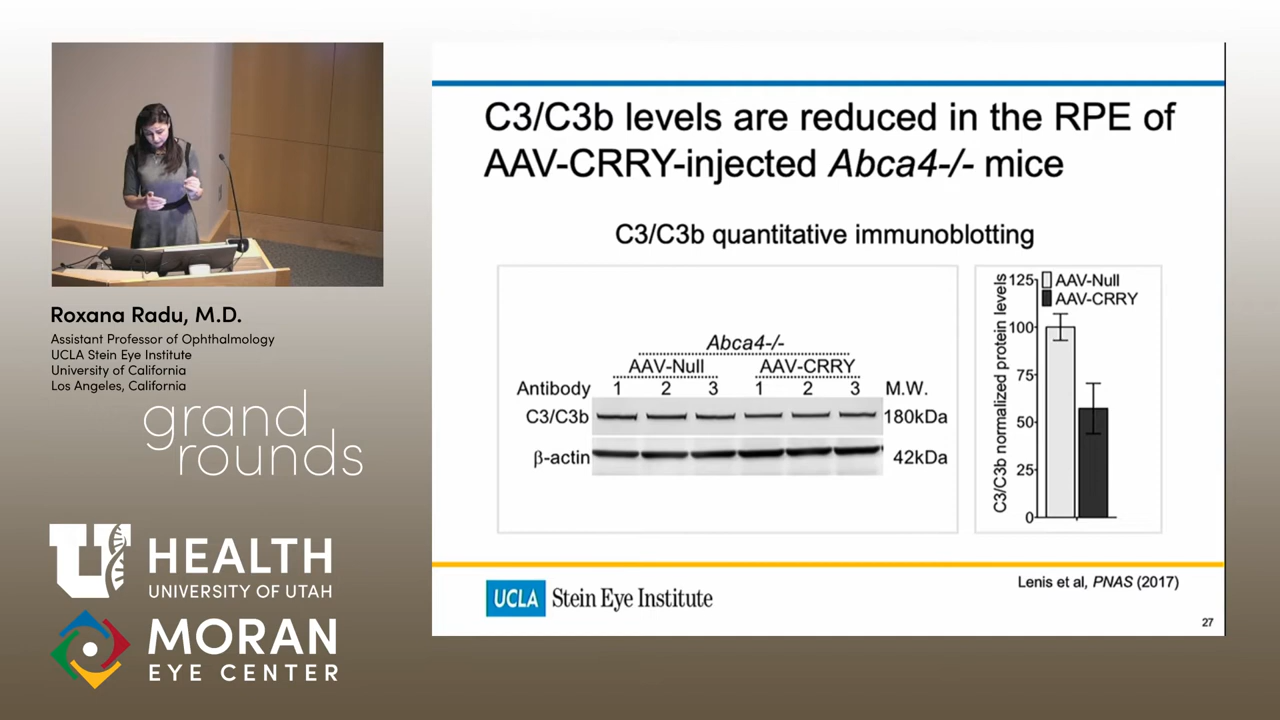 C3/C3b levels are reduced in the RPE of
AAV-CRRY-injected Abca4-/- mice
C3/C3b quantitative immunoblotting
Abca4-/-
AAV-Null AAV-CRRY
Antibody 1 2 3 1 2 3 M.W.
C3/C3b 180kDa
β-actin 42kDa
C3/C3b normalized protein levels
125
100
75
50
25
0
AAV-Null
AAV-CRRY
Lenis et al, PNAS (2017)
UCLA Stein Eye Institute
27
Roxana Radu, M.D.
Assistant Professor of Ophthalmology
UCLA Stein Eye Institute
University of California
Los Angeles, California
grand
rounds
U HEALTH
UNIVERSITY OF UTAH
MORAN
EYE CENTER